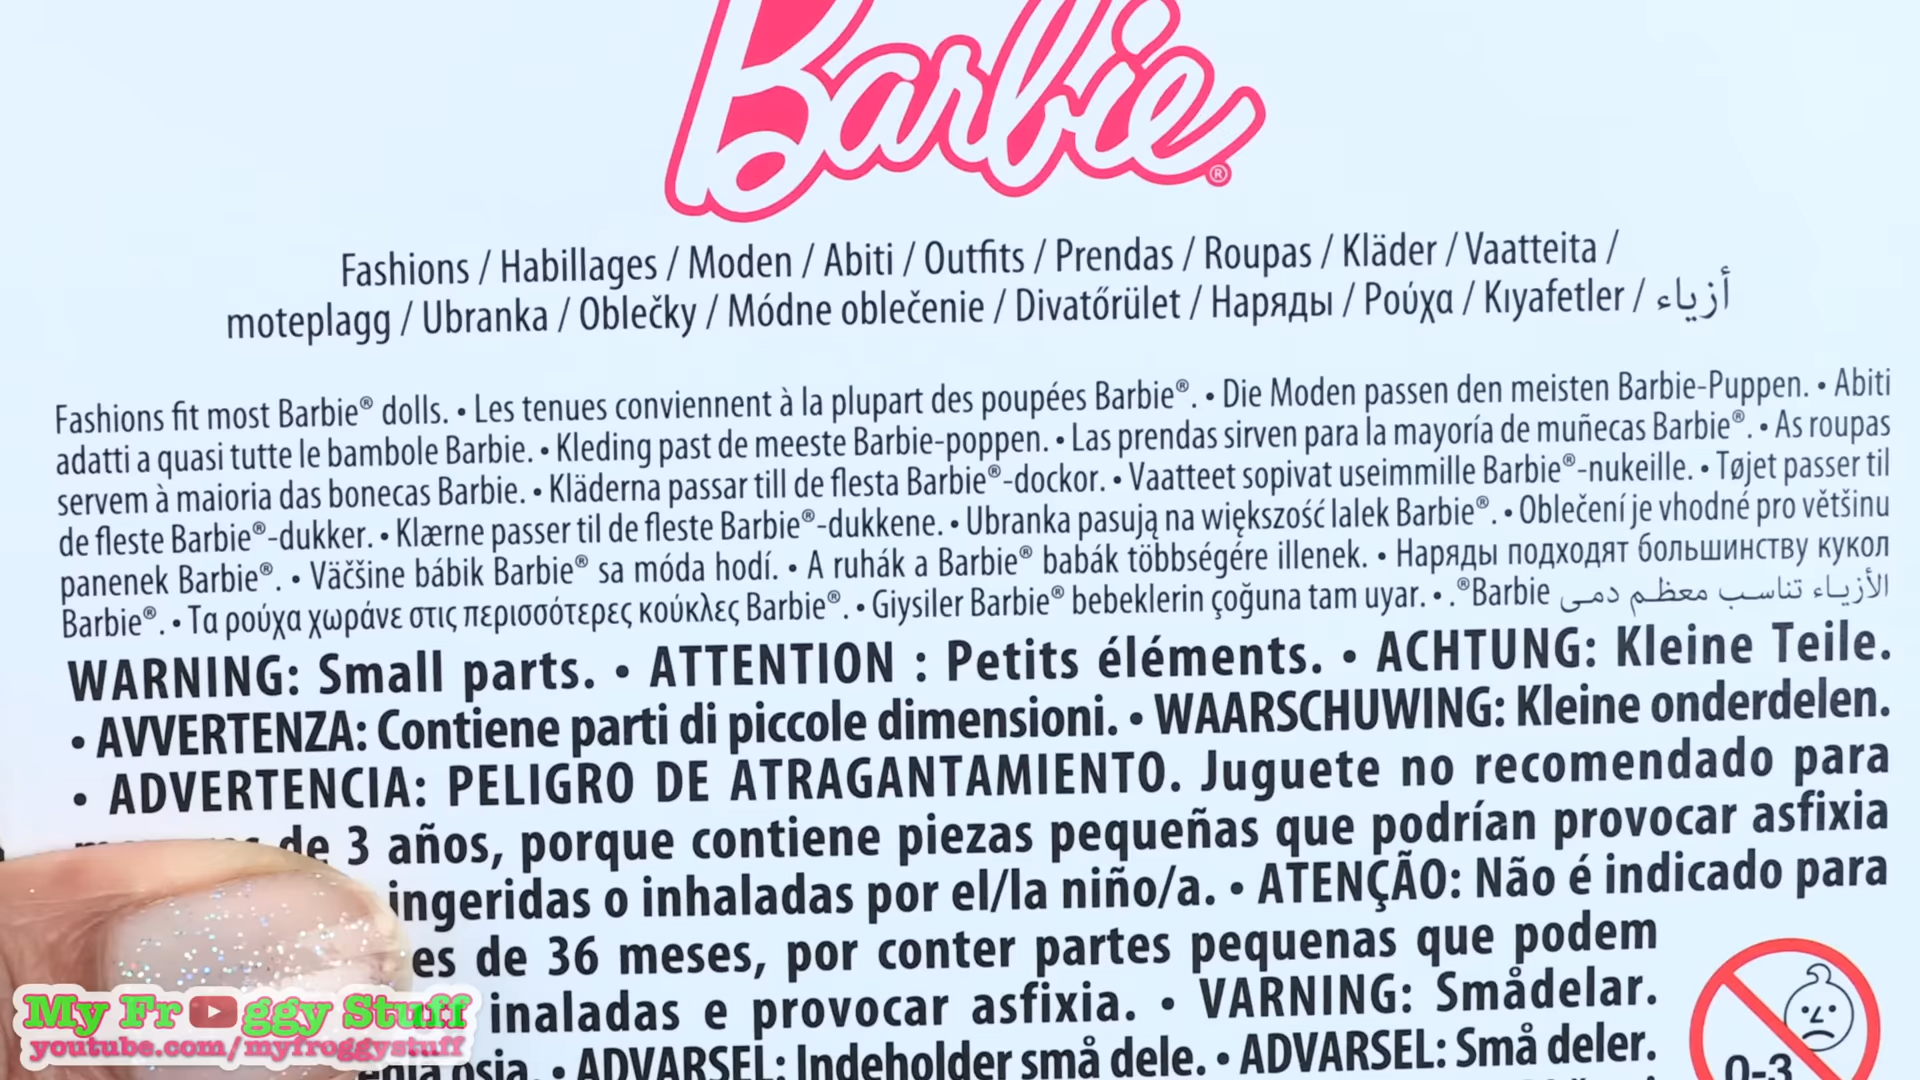 Barbie®
Fashions / Habillages / Moden / Abiti / Outfits / Prendas / Roupas / Kläder / Vaatteita /
moteplagg / Ubranka / Oblečky / Módne oblečenie / Divatőrület / Наряды / Ρούχα / Kıyafetler / أزياء
Fashions fit most Barbie® dolls. • Les tenues conviennent à la plupart des poupées Barbie®. • Die Moden passen den meisten Barbie-Puppen. • Abiti
adatti a quasi tutte le bambole Barbie. • Kleding past de meeste Barbie-poppen. • Las prendas sirven para la mayoría de muñecas Barbie®. • As roupas
servem à maioria das bonecas Barbie. • Kläderna passar till de flesta Barbie®-dockor. • Vaatteet sopivat useimmille Barbie®-nukeille. • Tøjet passer til
de fleste Barbie®-dukker. • Klærne passer til de fleste Barbie®-dukkene. • Ubranka pasują na większość lalek Barbie®. • Oblečení je vhodné pro většinu
panenek Barbie®. • Väčšine bábik Barbie® sa móda hodí. • A ruhák a Barbie® babák többségére illenek. • Наряды подходят большинству кукол
Barbie®. • Τα ρούχα χωράνε στις περισσότερες κούκλες Barbie®. • Giysiler Barbie® bebeklerin çoğuna tam uyar. • الأزياء تناسب معظم دمى Barbie®.
WARNING: Small parts. • ATTENTION : Petits éléments. • ACHTUNG: Kleine Teile.
• AVVERTENZA: Contiene parti di piccole dimensioni. • WAARSCHUWING: Kleine onderdelen.
• ADVERTENCIA: PELIGRO DE ATRAGANTAMIENTO. Juguete no recomendado para
de 3 años, porque contiene piezas pequeñas que podrían provocar asfixia
ingeridas o inhaladas por el/la niño/a. • ATENÇÃO: Não é indicado para
es de 36 meses, por conter partes pequenas que podem
inaladas e provocar asfixia. • VARNING: Smådelar.
• ADVARSEL: Indeholder små dele. • ADVARSEL: Små deler.
0-3
My Froggy Stuff
youtube.com/myfroggystuff